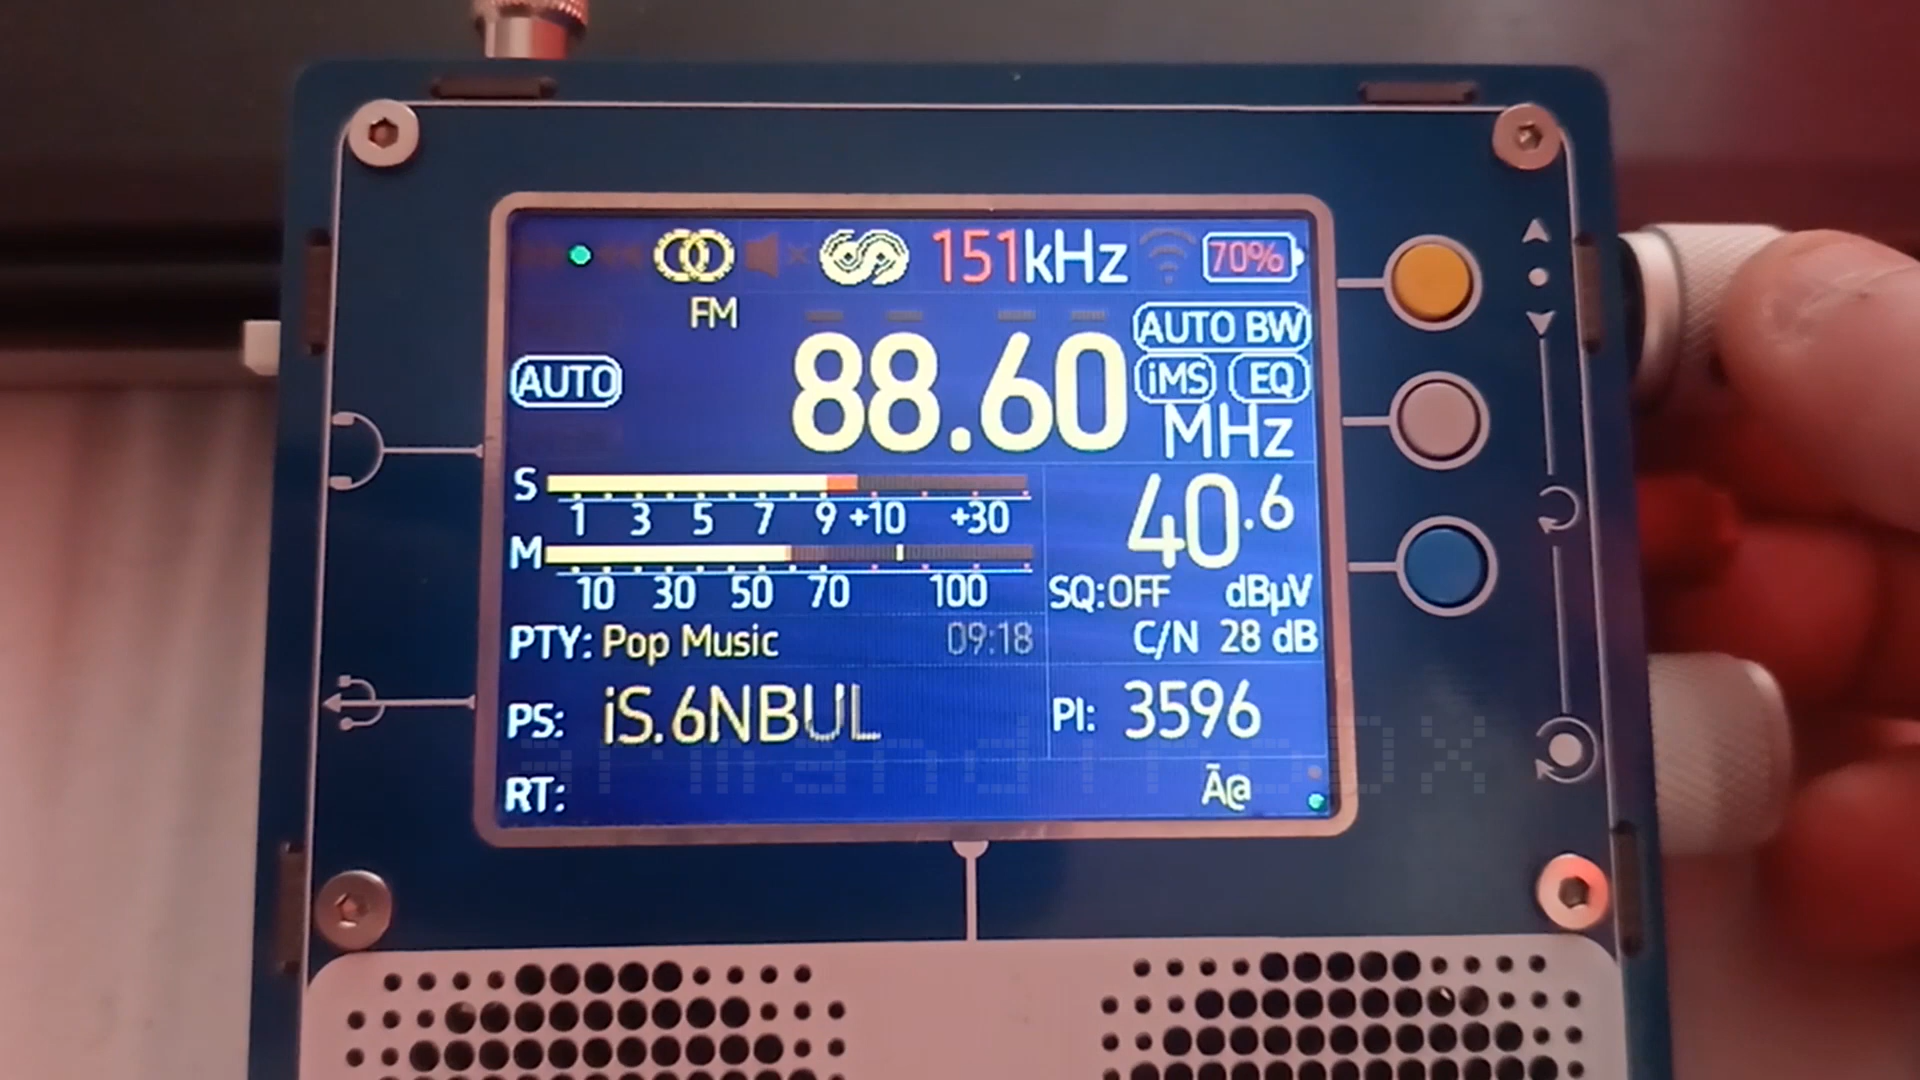 151kHz 70%
FM
AUTO BW
AUTO 88.60 iMS EQ
MHz
S
1 3 5 7 9 +10 +30
40.6
M
10 30 50 70 100
SQ:OFF dBµV
PTY: Pop Music 09:18 C/N 28 dB
PS: iS.6NBUL PI: 3596
armandinoDX
RT: Ā@